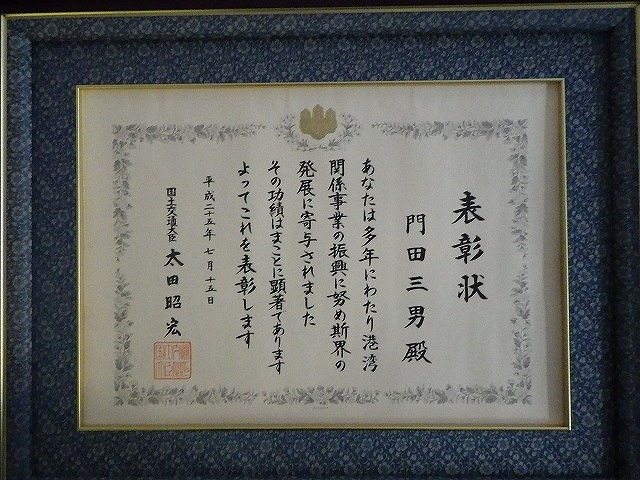 表彰状
門田三男殿
あなたは多年にわたり港湾
関係事業の振興に努め斯界の
発展に寄与されました
その功績はまことに顕著であります
よってこれを表彰します
平成二十五年七月十五日
国土交通大臣 太田昭宏